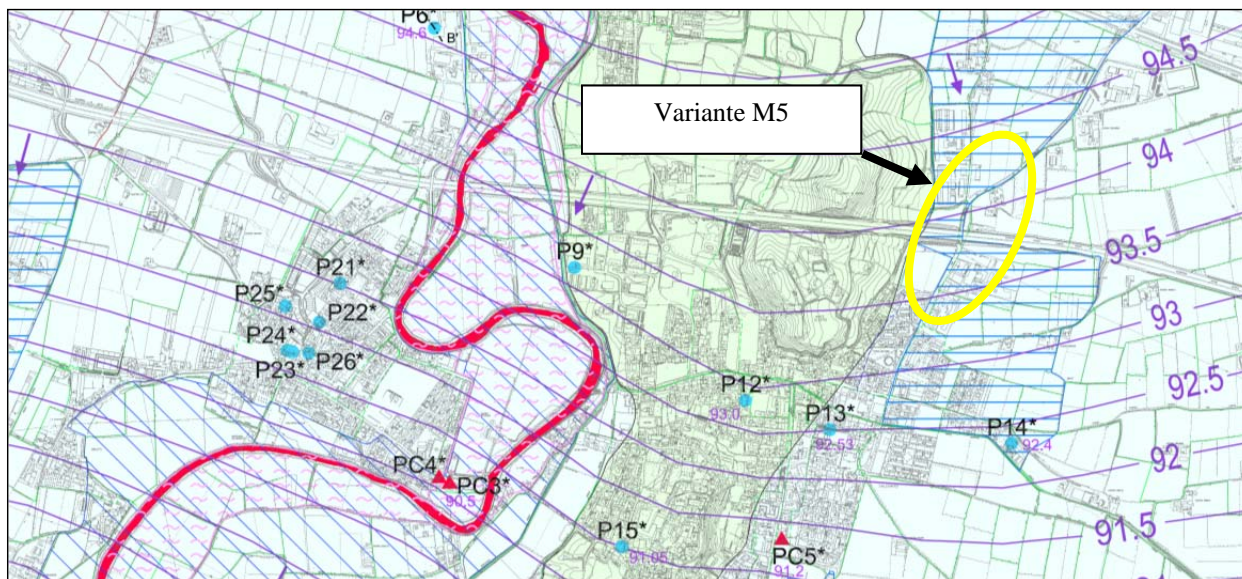 P6*
94.6
B'
94.5
Variante M5
94
93.5
P9*
P21*
P25*
P22*
93
P24*
P26*
P23*
92.5
P12*
93.0
P13*
92.53
P14*
92.4
92
PC4*
PC3*
90.5
91.5
P15*
91.05
PC5*
91.2